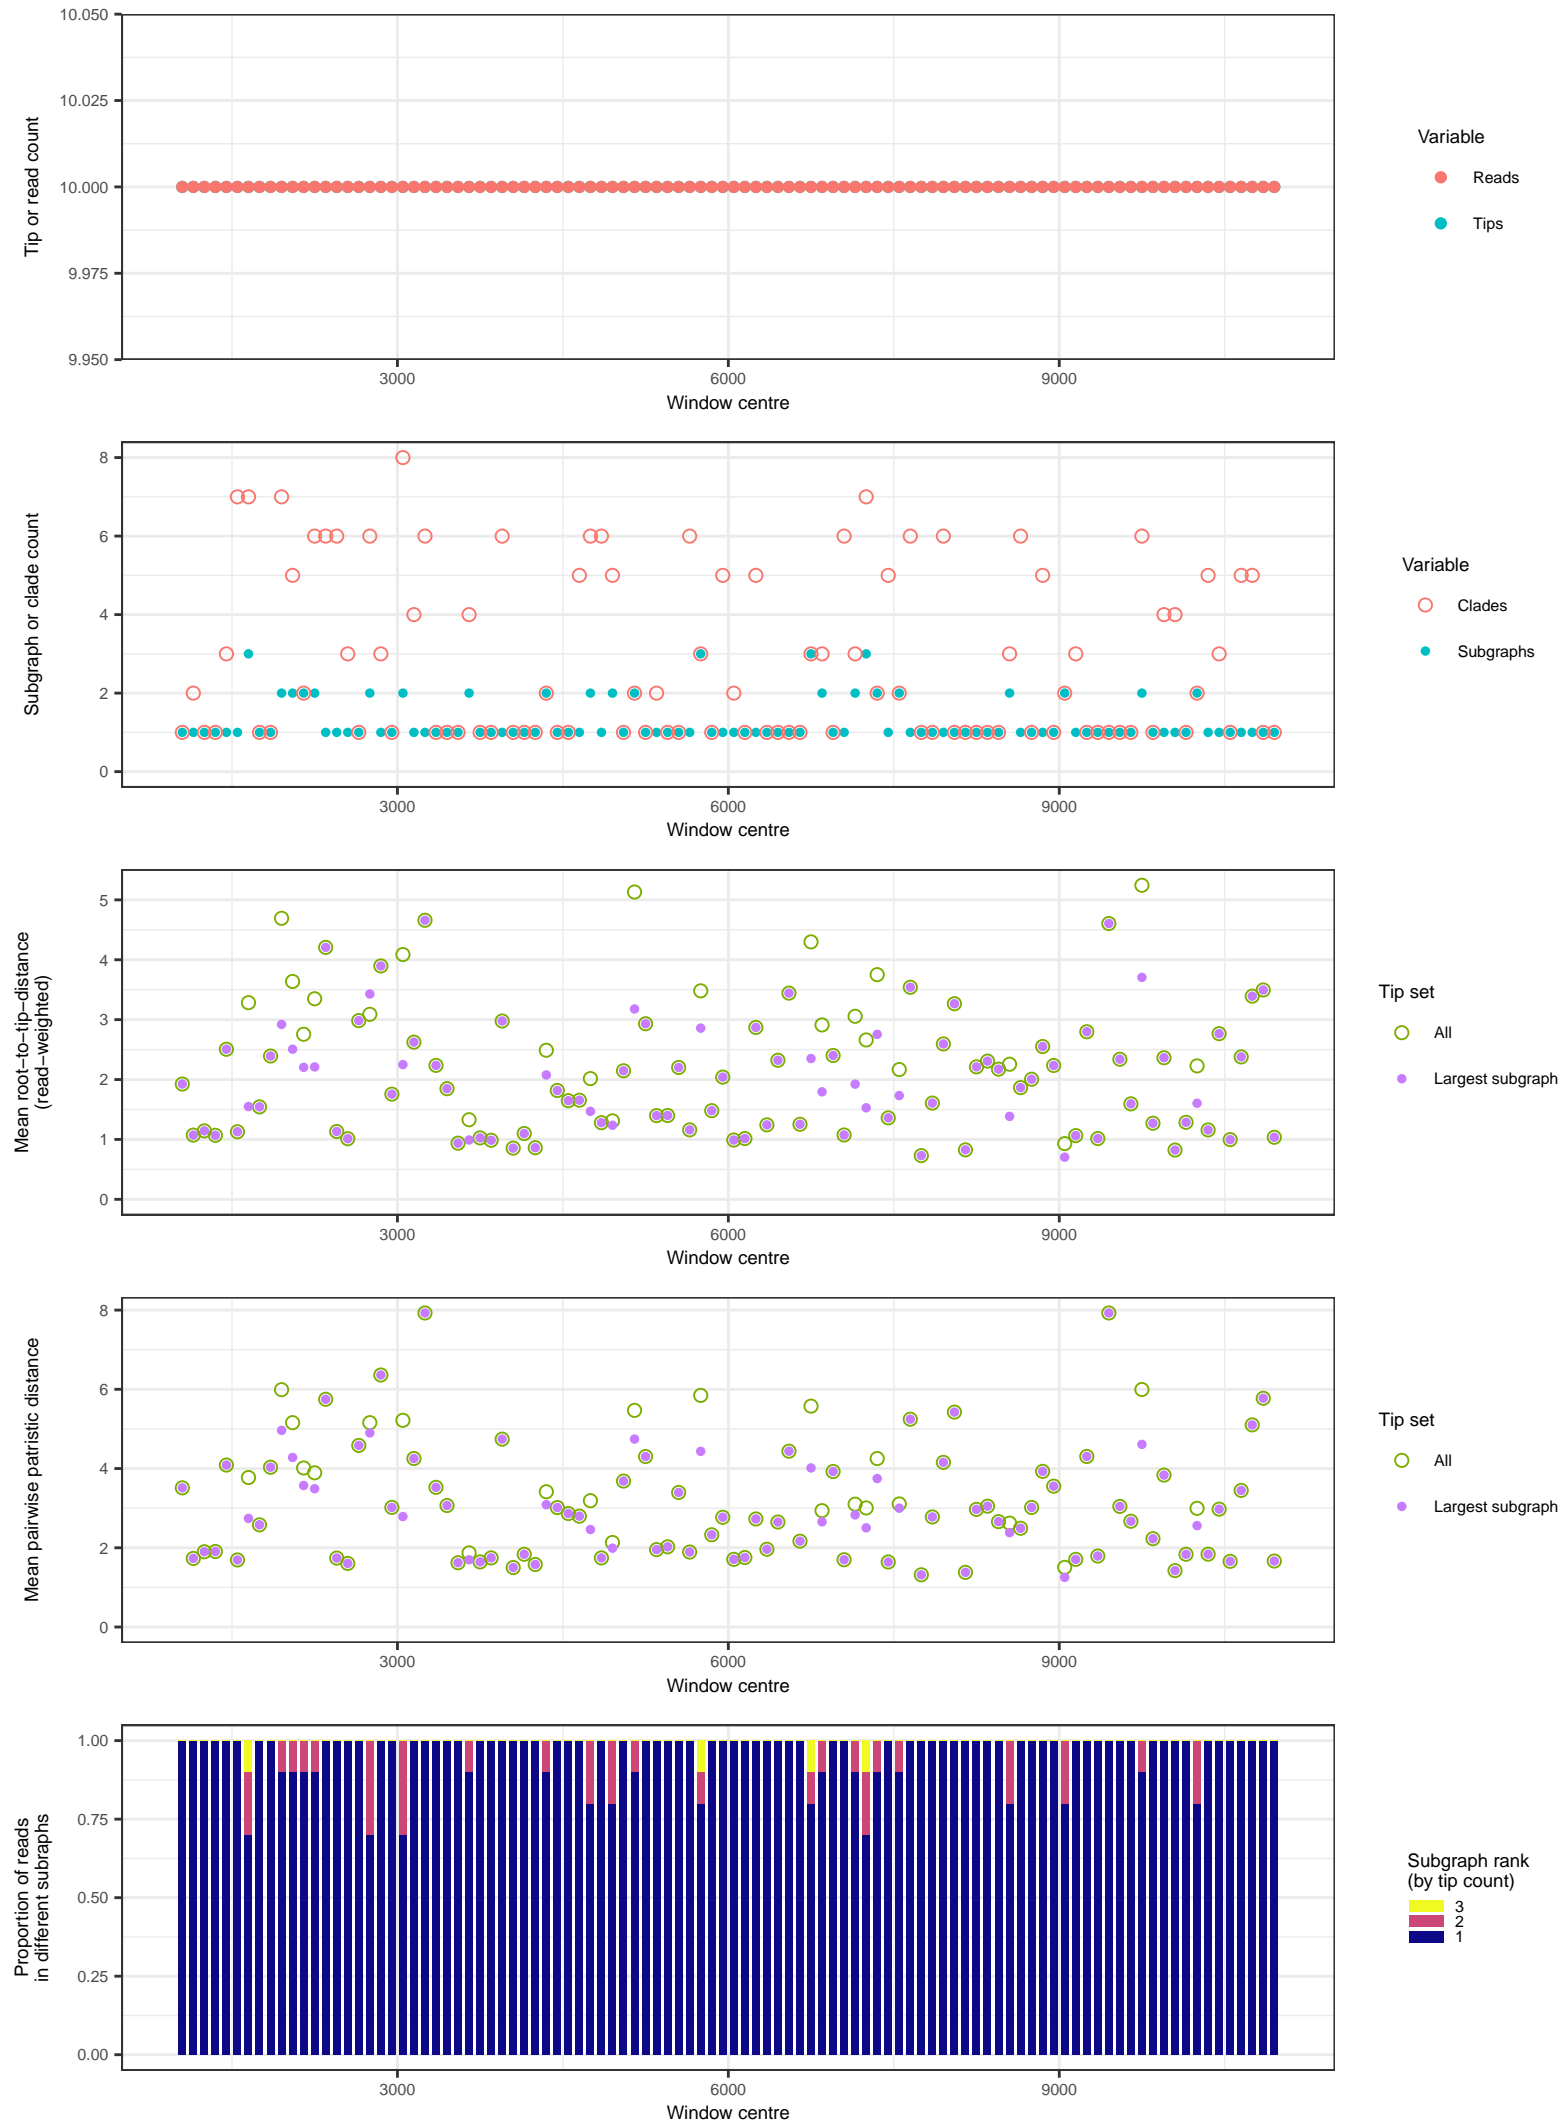 10.050
10.025
10.000
9.975
9.950
Tip or read count
3000
6000
9000
Window centre
Variable
Reads
Tips
8
6
4
2
0
Subgraph or clade count
3000
6000
9000
Window centre
Variable
Clades
Subgraphs
5
4
3
2
1
0
Mean root−to−tip−distance
(read−weighted)
3000
6000
9000
Window centre
Tip set
All
Largest subgraph
8
6
4
2
0
Mean pairwise patristic distance
3000
6000
9000
Window centre
Tip set
All
Largest subgraph
1.00
0.75
0.50
0.25
0.00
Proportion of reads
in different subraphs
3000
6000
9000
Window centre
Subgraph rank
(by tip count)
3
2
1